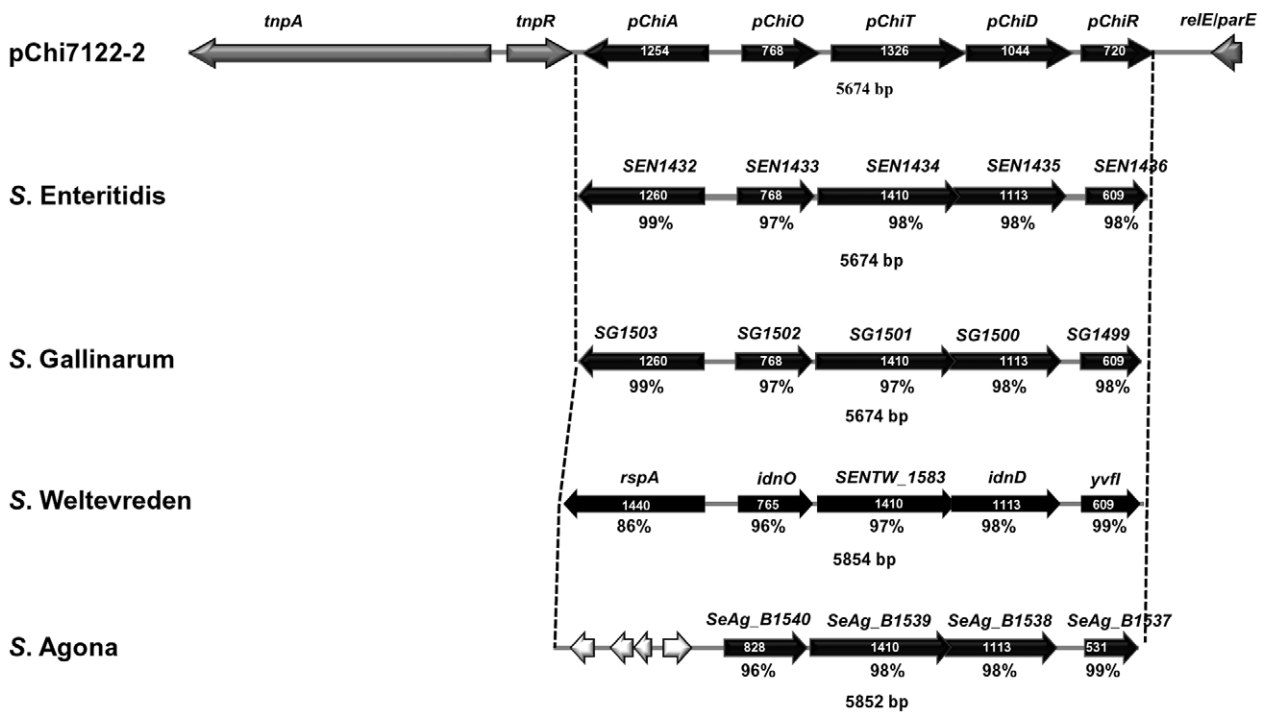 tnpA tnpR pChiA pChiO pChiT pChiD pChiR relE/parE
pChi7122-2 1254 768 1326 1044 720
5674 bp
SEN1432 SEN1433 SEN1434 SEN1435 SEN1436
S. Enteritidis 1260 768 1410 1113 609
99% 97% 98% 98% 98%
5674 bp
SG1503 SG1502 SG1501 SG1500 SG1499
S. Gallinarum 1260 768 1410 1113 609
99% 97% 97% 98% 98%
5674 bp
rspA idnO SENTW_1583 idnD yvfI
S. Weltevreden 1440 765 1410 1113 609
86% 96% 97% 98% 99%
5854 bp
SeAg_B1540 SeAg_B1539 SeAg_B1538 SeAg_B1537
S. Agona 828 1410 1113 531
96% 98% 98% 99%
5852 bp